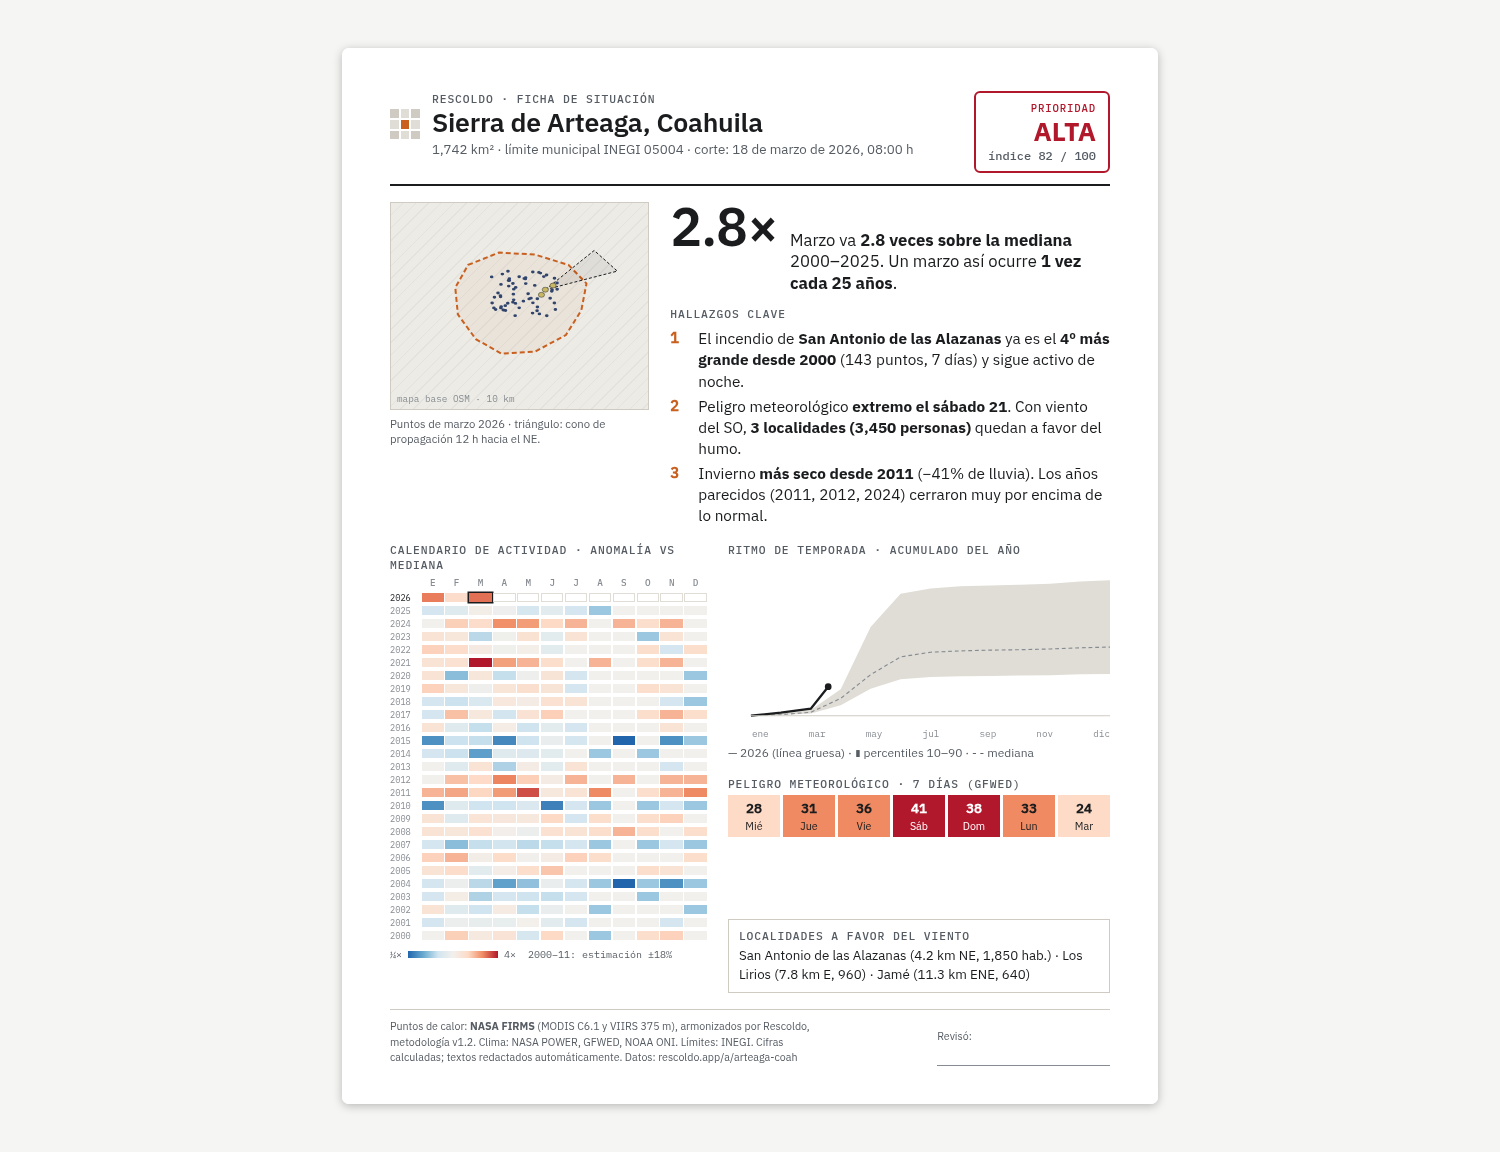 RESCOLDO · FICHA DE SITUACIÓN
Sierra de Arteaga, Coahuila
1,742 km² · límite municipal INEGI 05004 · corte: 18 de marzo de 2026, 08:00 h
PRIORIDAD
ALTA
índice 82 / 100
mapa base OSM · 10 km
Puntos de marzo 2026 · triángulo: cono de
propagación 12 h hacia el NE.
2.8×
Marzo va 2.8 veces sobre la mediana
2000–2025. Un marzo así ocurre 1 vez
cada 25 años.
HALLAZGOS CLAVE
1 El incendio de San Antonio de las Alazanas ya es el 4º más
grande desde 2000 (143 puntos, 7 días) y sigue activo de
noche.
2 Peligro meteorológico extremo el sábado 21. Con viento
del SO, 3 localidades (3,450 personas) quedan a favor del
humo.
3 Invierno más seco desde 2011 (−41% de lluvia). Los años
parecidos (2011, 2012, 2024) cerraron muy por encima de
lo normal.
CALENDARIO DE ACTIVIDAD · ANOMALÍA VS
MEDIANA
E F M A M J J A S O N D
2026
2025
2024
2023
2022
2021
2020
2019
2018
2017
2016
2015
2014
2013
2012
2011
2010
2009
2008
2007
2006
2005
2004
2003
2002
2001
2000
¼× 4× 2000–11: estimación ±18%
RITMO DE TEMPORADA · ACUMULADO DEL AÑO
ene mar may jul sep nov dic
— 2026 (línea gruesa) · ▮ percentiles 10–90 · - - mediana
PELIGRO METEOROLÓGICO · 7 DÍAS (GFWED)
28 31 36 41 38 33 24
Mié Jue Vie Sáb Dom Lun Mar
LOCALIDADES A FAVOR DEL VIENTO
San Antonio de las Alazanas (4.2 km NE, 1,850 hab.) · Los
Lirios (7.8 km E, 960) · Jamé (11.3 km ENE, 640)
Puntos de calor: NASA FIRMS (MODIS C6.1 y VIIRS 375 m), armonizados por Rescoldo,
metodología v1.2. Clima: NASA POWER, GFWED, NOAA ONI. Límites: INEGI. Cifras
calculadas; textos redactados automáticamente. Datos: rescoldo.app/a/arteaga-coah
Revisó: